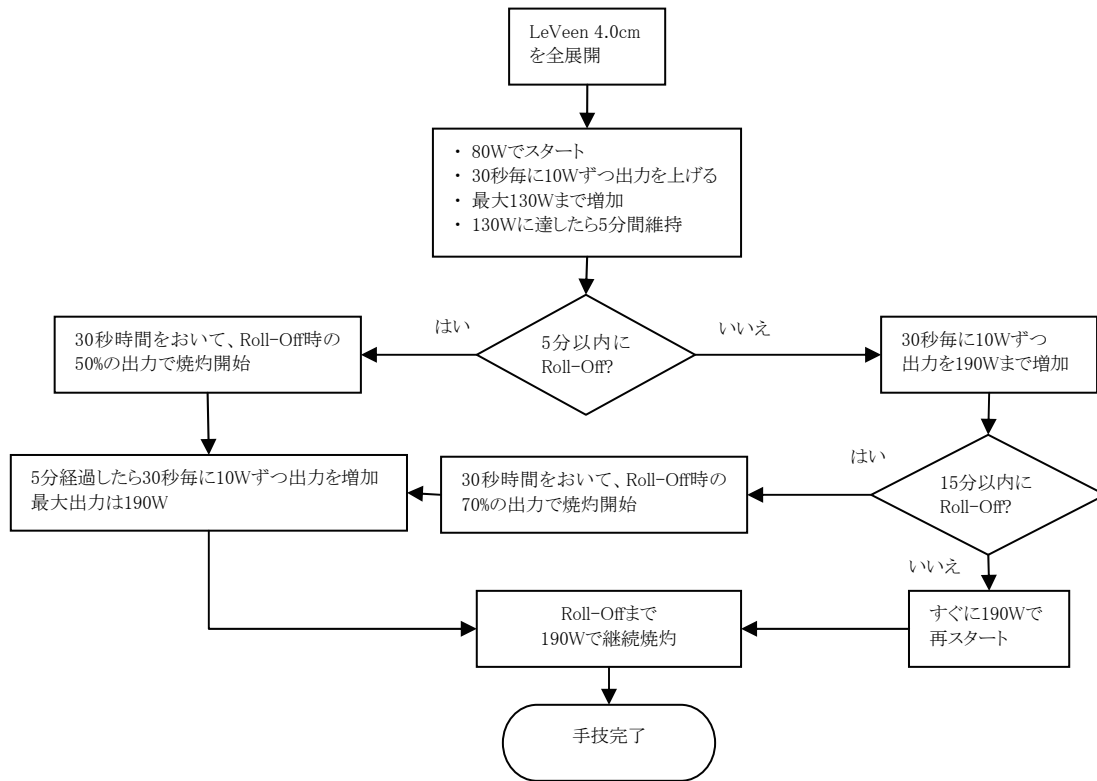 LeVeen 4.0cm
を全展開
・ 80Wでスタート
・ 30秒毎に10Wずつ出力を上げる
・ 最大130Wまで増加
・ 130Wに達したら5分間維持
5分以内に
Roll-Off?
はい
いいえ
30秒時間をおいて、Roll-Off時の
50%の出力で焼灼開始
30秒毎に10Wずつ
出力を190Wまで増加
5分経過したら30秒毎に10Wずつ出力を増加
最大出力は190W
30秒時間をおいて、Roll-Off時の
70%の出力で焼灼開始
はい
15分以内に
Roll-Off?
いいえ
Roll-Offまで
190Wで継続焼灼
すぐに190Wで
再スタート
手技完了